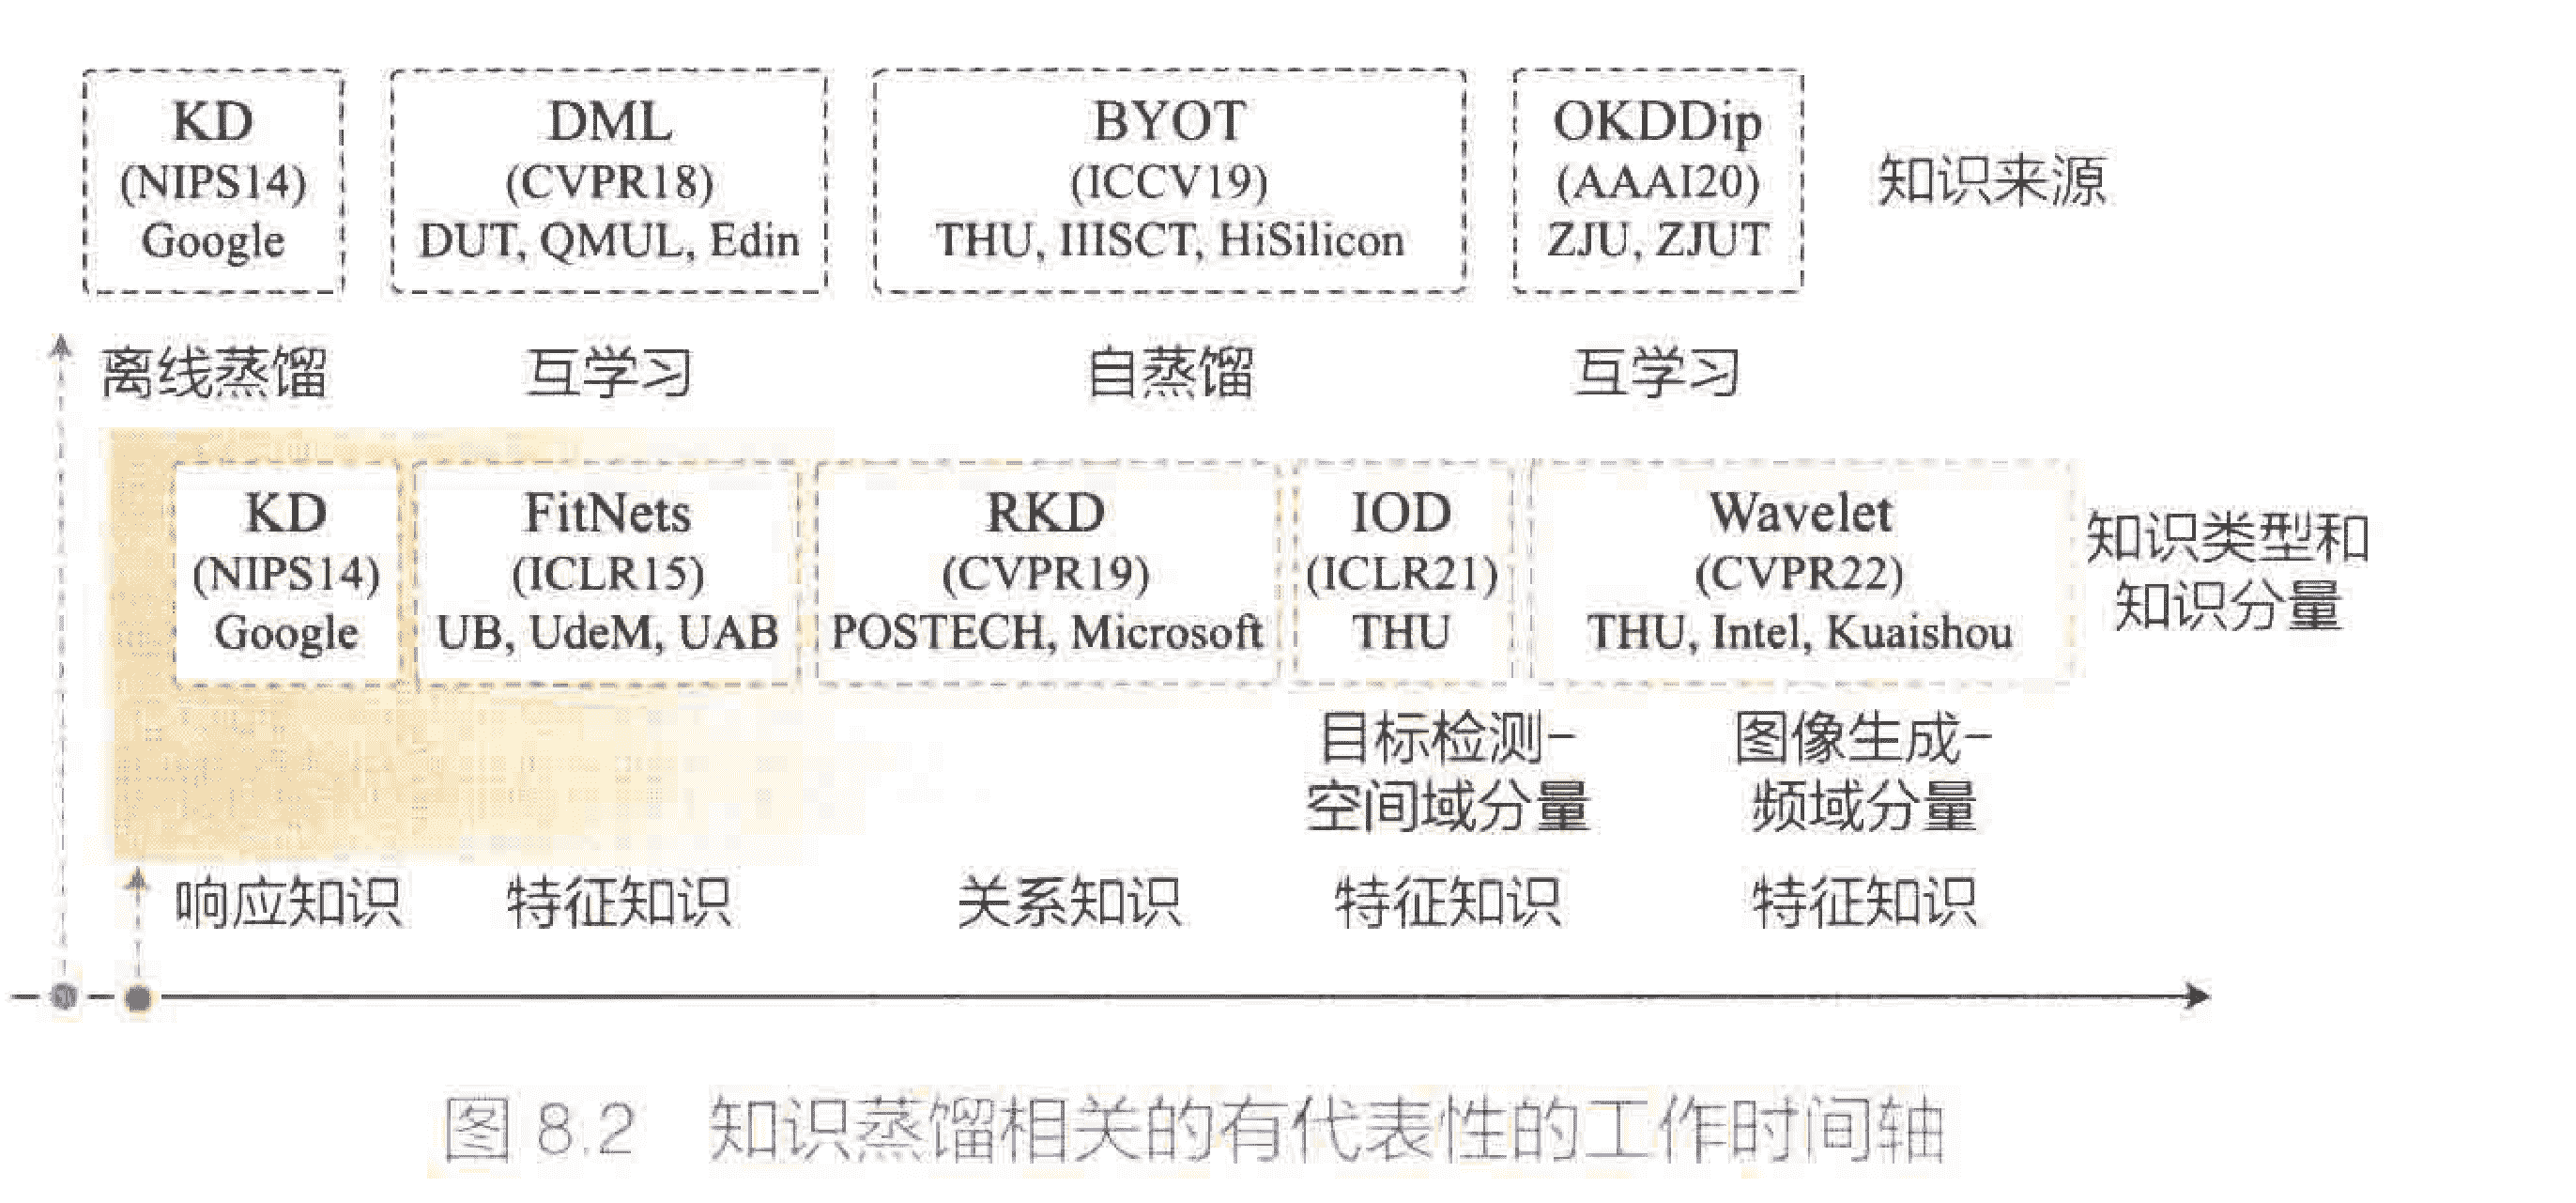 KD
(NIPS14)
Google
DML
(CVPR18)
DUT, QMUL, Edin
BYOT
(ICCV19)
THU, IIISCT, HiSilicon
OKDDip
(AAAI20)
ZJU, ZJUT
知识来源
离线蒸馏
互学习
自蒸馏
互学习
KD
(NIPS14)
Google
FitNets
(ICLR15)
UB, UdeM, UAB
RKD
(CVPR19)
POSTECH, Microsoft
IOD
(ICLR21)
THU
Wavelet
(CVPR22)
THU, Intel, Kuaishou
知识类型和
知识分量
目标检测-
空间域分量
图像生成-
频域分量
响应知识
特征知识
关系知识
特征知识
特征知识
图 8.2 知识蒸馏相关的有代表性的工作时间轴